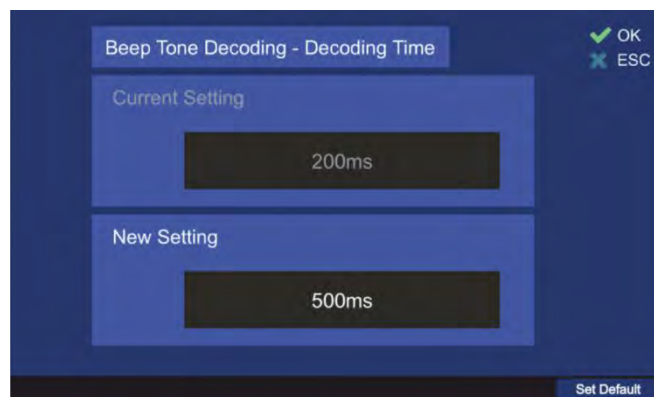 Beep Tone Decoding - Decoding Time
OK
ESC
Current Setting
200ms
New Setting
500ms
Set Default